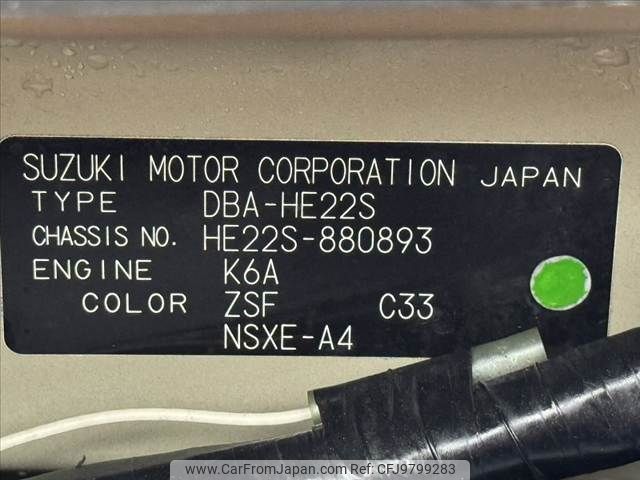 SUZUKI MOTOR CORPORATION JAPAN
TYPE DBA-HE22S
CHASSIS NO. HE22S-880893
ENGINE K6A
COLOR ZSF C33
NSXE-A4
www.CarFromJapan.com CFJ9799283